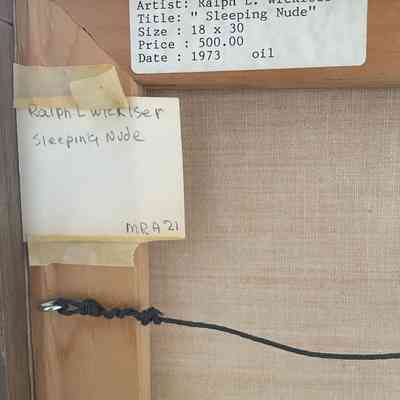 Artist: Ralph L. Wickiser
Title: " Sleeping Nude"
Size : 18 x 30
Price : 500.00
Date : 1973 oil
Ralph L Wickiser
Sleeping Nude
MRA 21